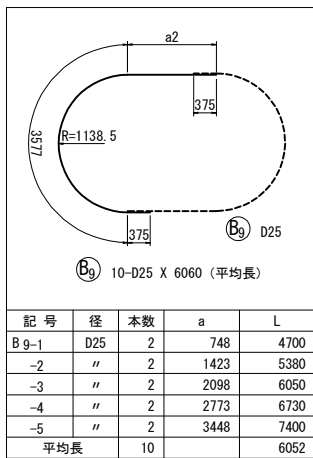 a2
375
3577
R=1138.5
375
B9 D25
B9 10-D25 X 6060 (平均長)
記号 径 本数 a L
B 9-1 D25 2 748 4700
-2 〃 2 1423 5380
-3 〃 2 2098 6050
-4 〃 2 2773 6730
-5 〃 2 3448 7400
平均長 10 6052